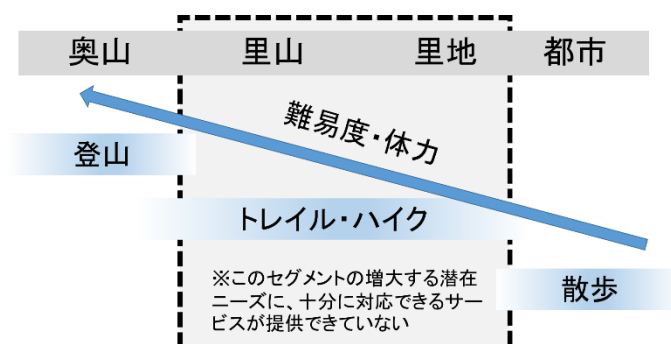 奥山 里山 里地 都市
難易度・体力
登山
トレイル・ハイク
※このセグメントの増大する潜在
ニーズに、十分に対応できるサー
ビスが提供できていない
散歩